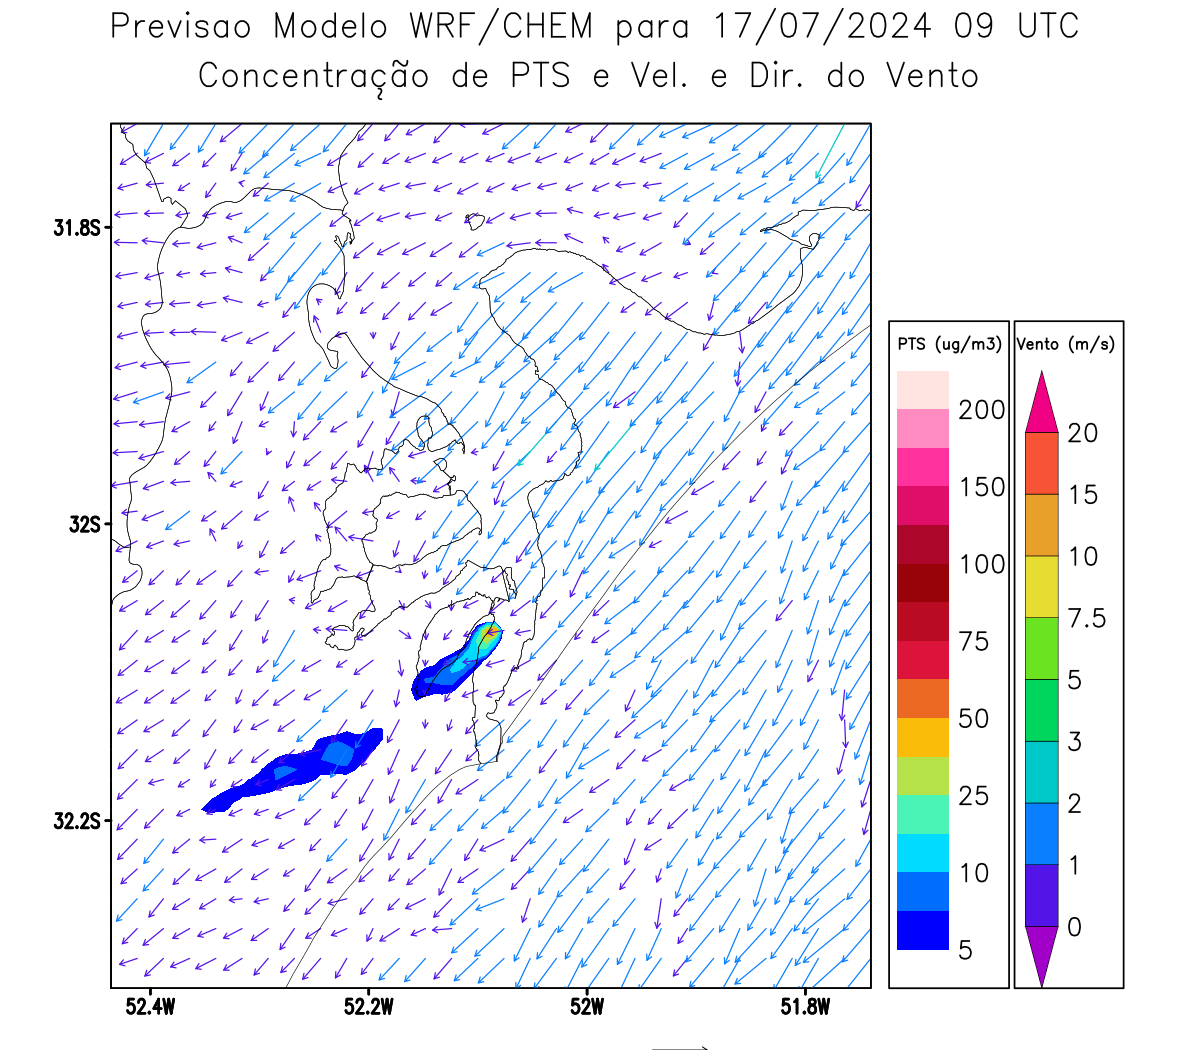 Previsao Modelo WRF/CHEM para 17/07/2024 09 UTC
Concentração de PTS e Vel. e Dir. do Vento
31.8S
32S
32.2S
52.4W 52.2W 52W 51.8W
PTS (ug/m3)
200
150
100
75
50
25
10
5
Vento (m/s)
20
15
10
7.5
5
3
2
1
0